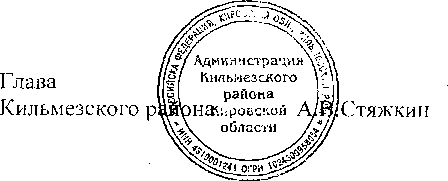 Глава
Кильмезского района А.В.Стяжкин
Администрация
Кильмезского
района
Кировской
области